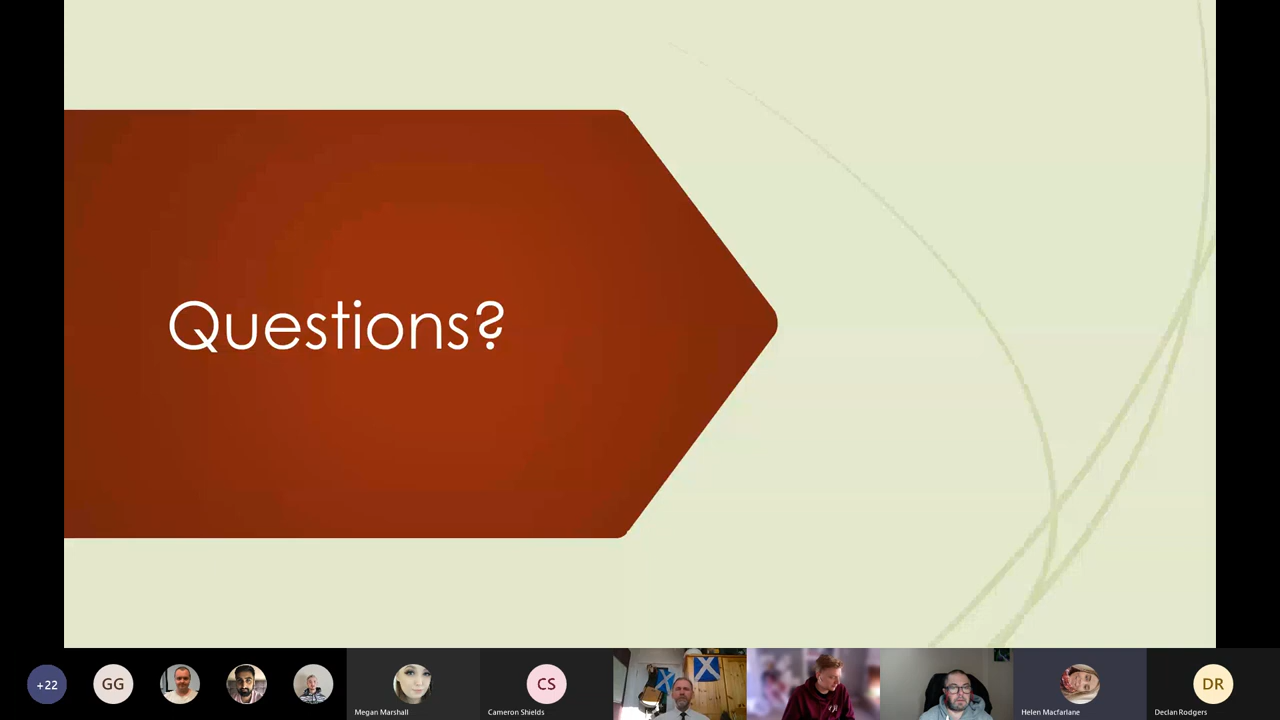 Questions?
+22
GG
CS
DR
Megan Marshall
Cameron Shields
Helen Macfarlane
Declan Rodgers